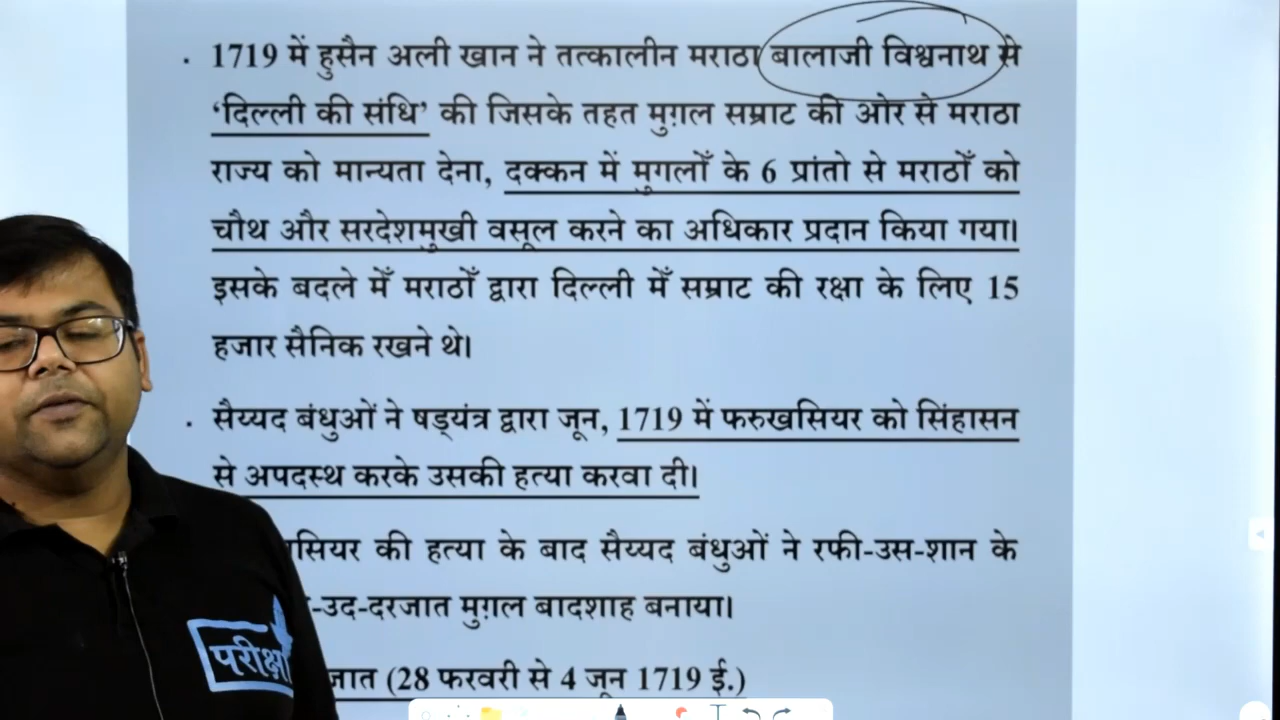 . 1719 में हुसैन अली खान ने तत्कालीन मराठा बालाजी विश्वनाथ से
‘दिल्ली की संधि’ की जिसके तहत मुग़ल सम्राट की ओर से मराठा
राज्य को मान्यता देना, दक्कन में मुगलोँ के 6 प्रांतो से मराठोँ को
चौथ और सरदेशमुखी वसूल करने का अधिकार प्रदान किया गया।
इसके बदले मेँ मराठोँ द्वारा दिल्ली मेँ सम्राट की रक्षा के लिए 15
हजार सैनिक रखने थे।
. सैय्यद बंधुओं ने षड्यंत्र द्वारा जून, 1719 में फरुखसियर को सिंहासन
से अपदस्थ करके उसकी हत्या करवा दी।
सियर की हत्या के बाद सैय्यद बंधुओं ने रफी-उस-शान के
-उद-दरजात मुग़ल बादशाह बनाया।
जात (28 फरवरी से 4 जून 1719 ई.)
परीक्षा